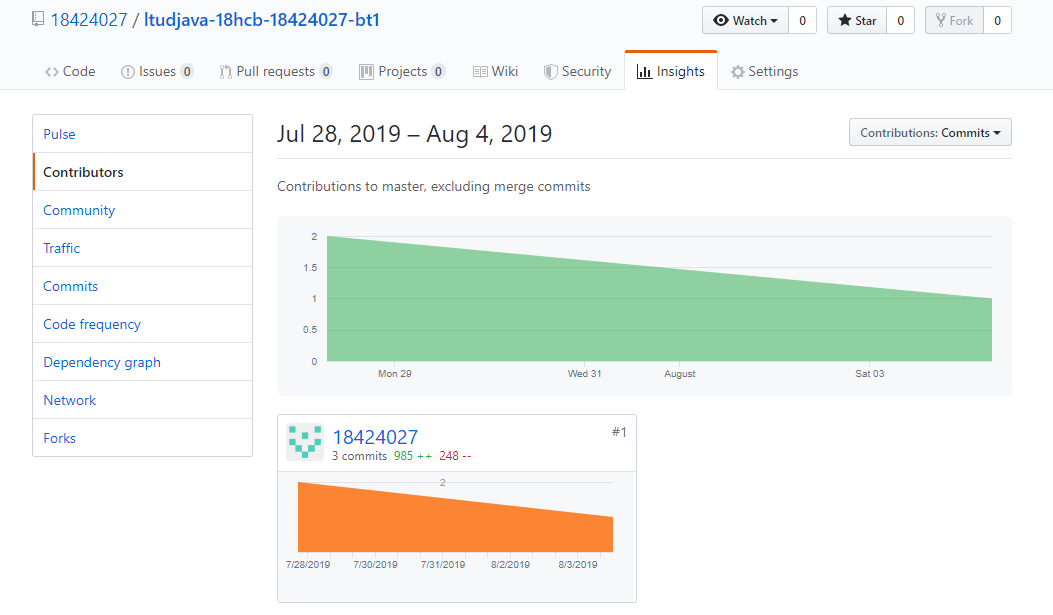 18424027 / ltudjava-18hcb-18424027-bt1
Watch 0 Star 0 Fork 0
Code Issues 0 Pull requests 0 Projects 0 Wiki Security Insights Settings
Pulse
Contributors
Community
Traffic
Commits
Code frequency
Dependency graph
Network
Forks
Jul 28, 2019 – Aug 4, 2019
Contributions: Commits
Contributions to master, excluding merge commits
2
1.5
1
0.5
0
Mon 29 Wed 31 August Sat 03
18424027 #1
3 commits 985 ++ 248 --
2
7/28/2019 7/30/2019 7/31/2019 8/2/2019 8/3/2019